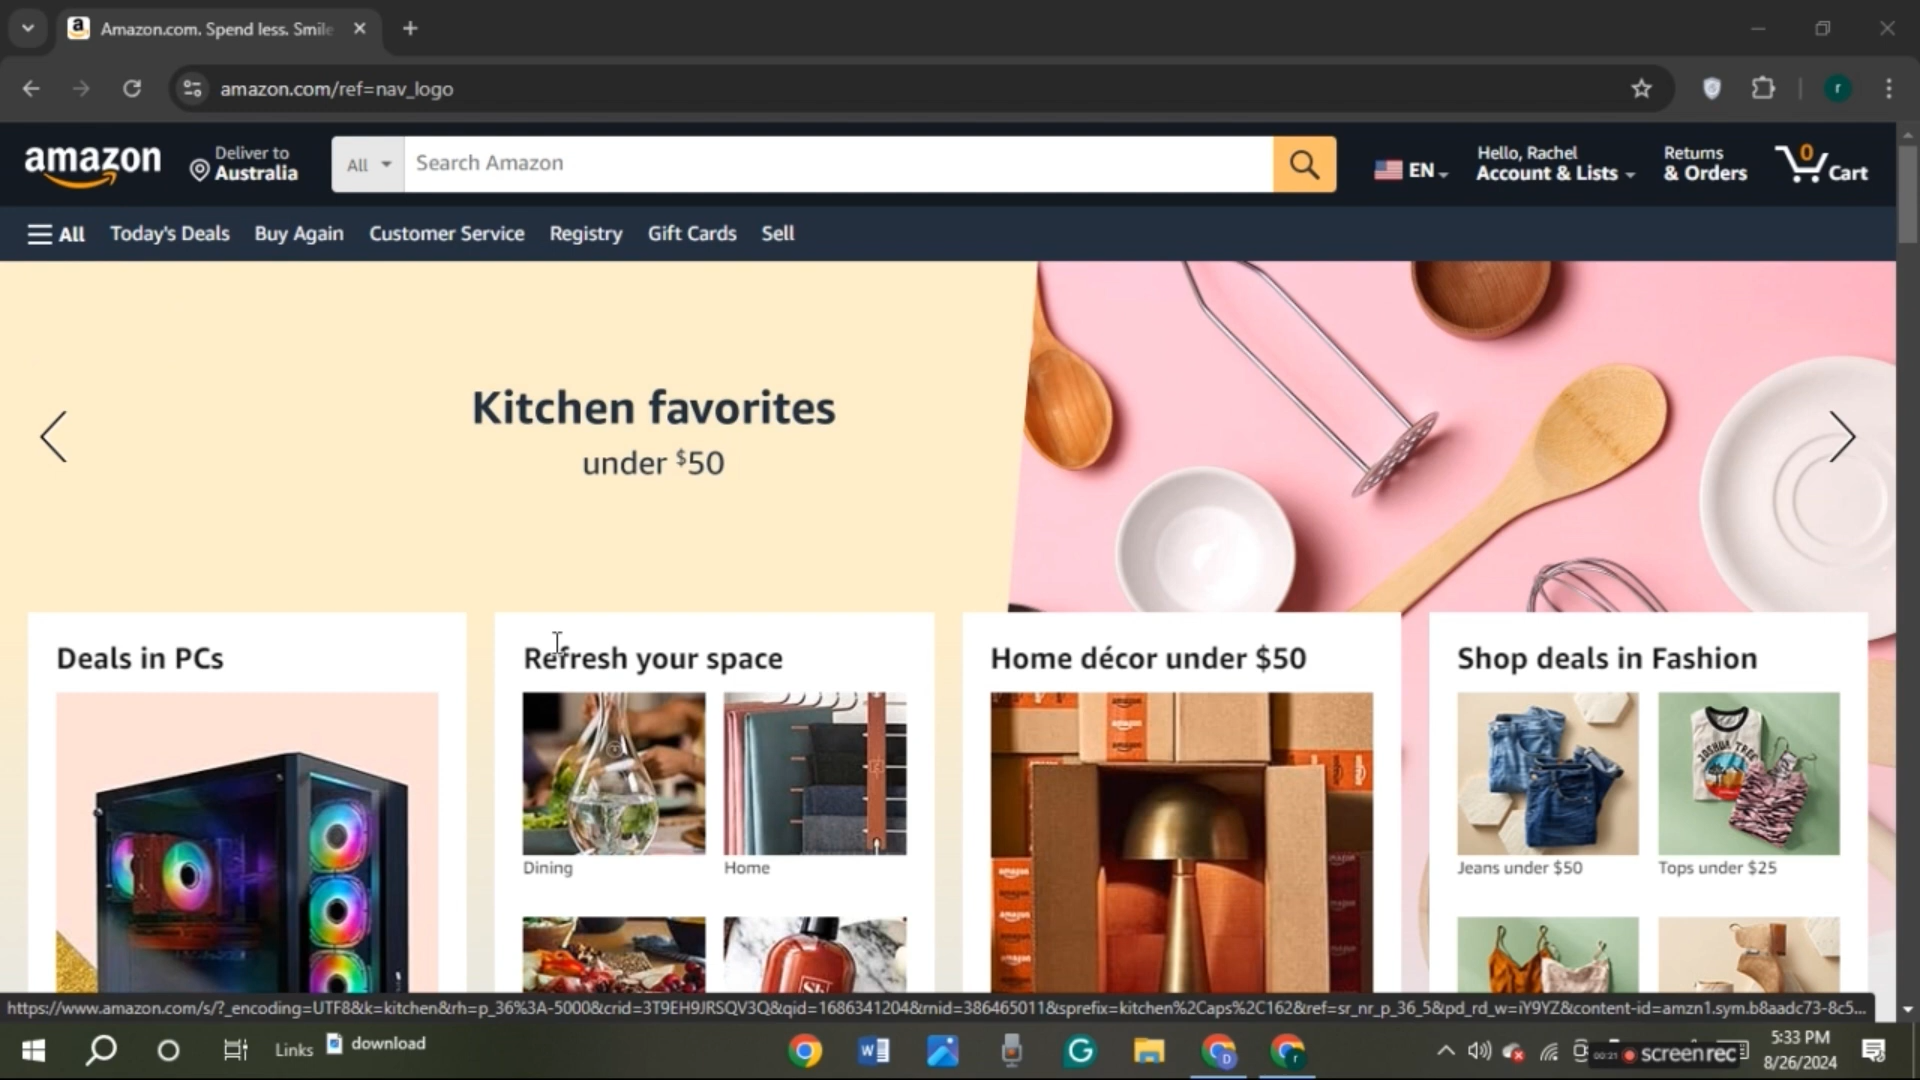 Amazon.com. Spend less. Smile
amazon.com/ref=nav_logo
r
amazon
Deliver to
Australia
All
Search Amazon
EN
Hello, Rachel
Account & Lists
Returns
& Orders
0
Cart
All
Today's Deals
Buy Again
Customer Service
Registry
Gift Cards
Sell
Kitchen favorites
under $50
Deals in PCs
Refresh your space
Home décor under $50
Shop deals in Fashion
JOSHUA TREE
Dining
Home
Jeans under $50
Tops under $25
https://www.amazon.com/s/?_encoding=UTF8&k=kitchen&rh=p_36%3A-5000&crid=3T9EH9JRSQV3Q&qid=1686341204&rnid=386465011&sprefix=kitchen%2Caps%2C162&ref=sr_nr_p_36_5&pd_rd_w=iY9YZ&content-id=amzn1.sym.b8aadc73-8c5...
Links
download
00:21
screenrec
5:33 PM
8/26/2024